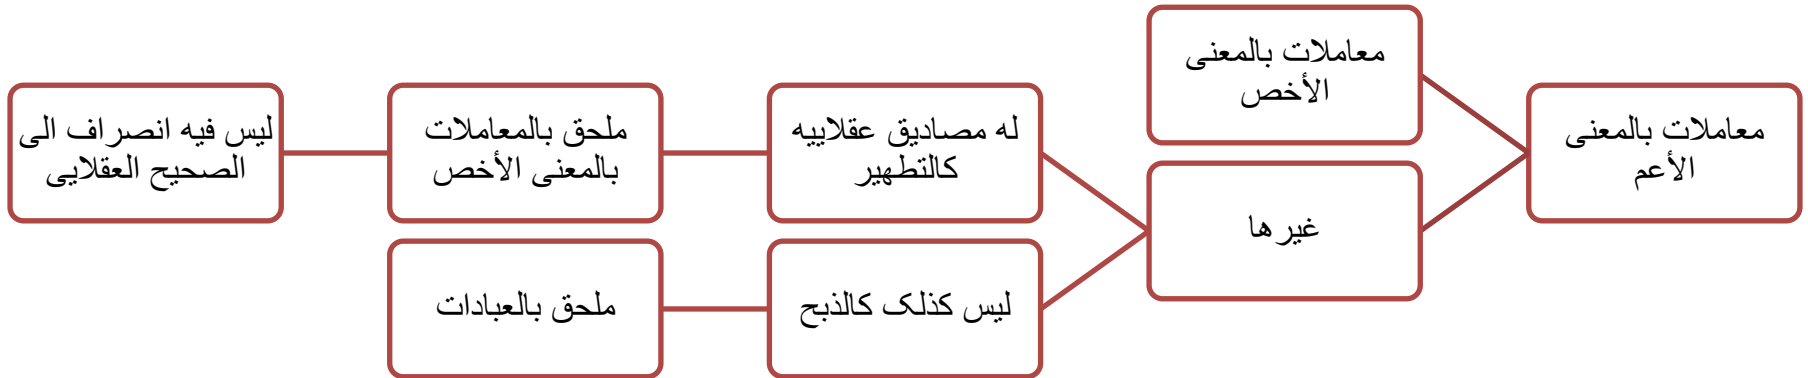 معاملات بالمعنى
الأعم
معاملات بالمعنى
الأخص
غيرها
له مصاديق عقلاييه
كالتطهير
ملحق بالمعاملات
بالمعنى الأخص
ليس فيه انصراف الى
الصحيح العقلايى
ليس كذلک كالذبح
ملحق بالعبادات